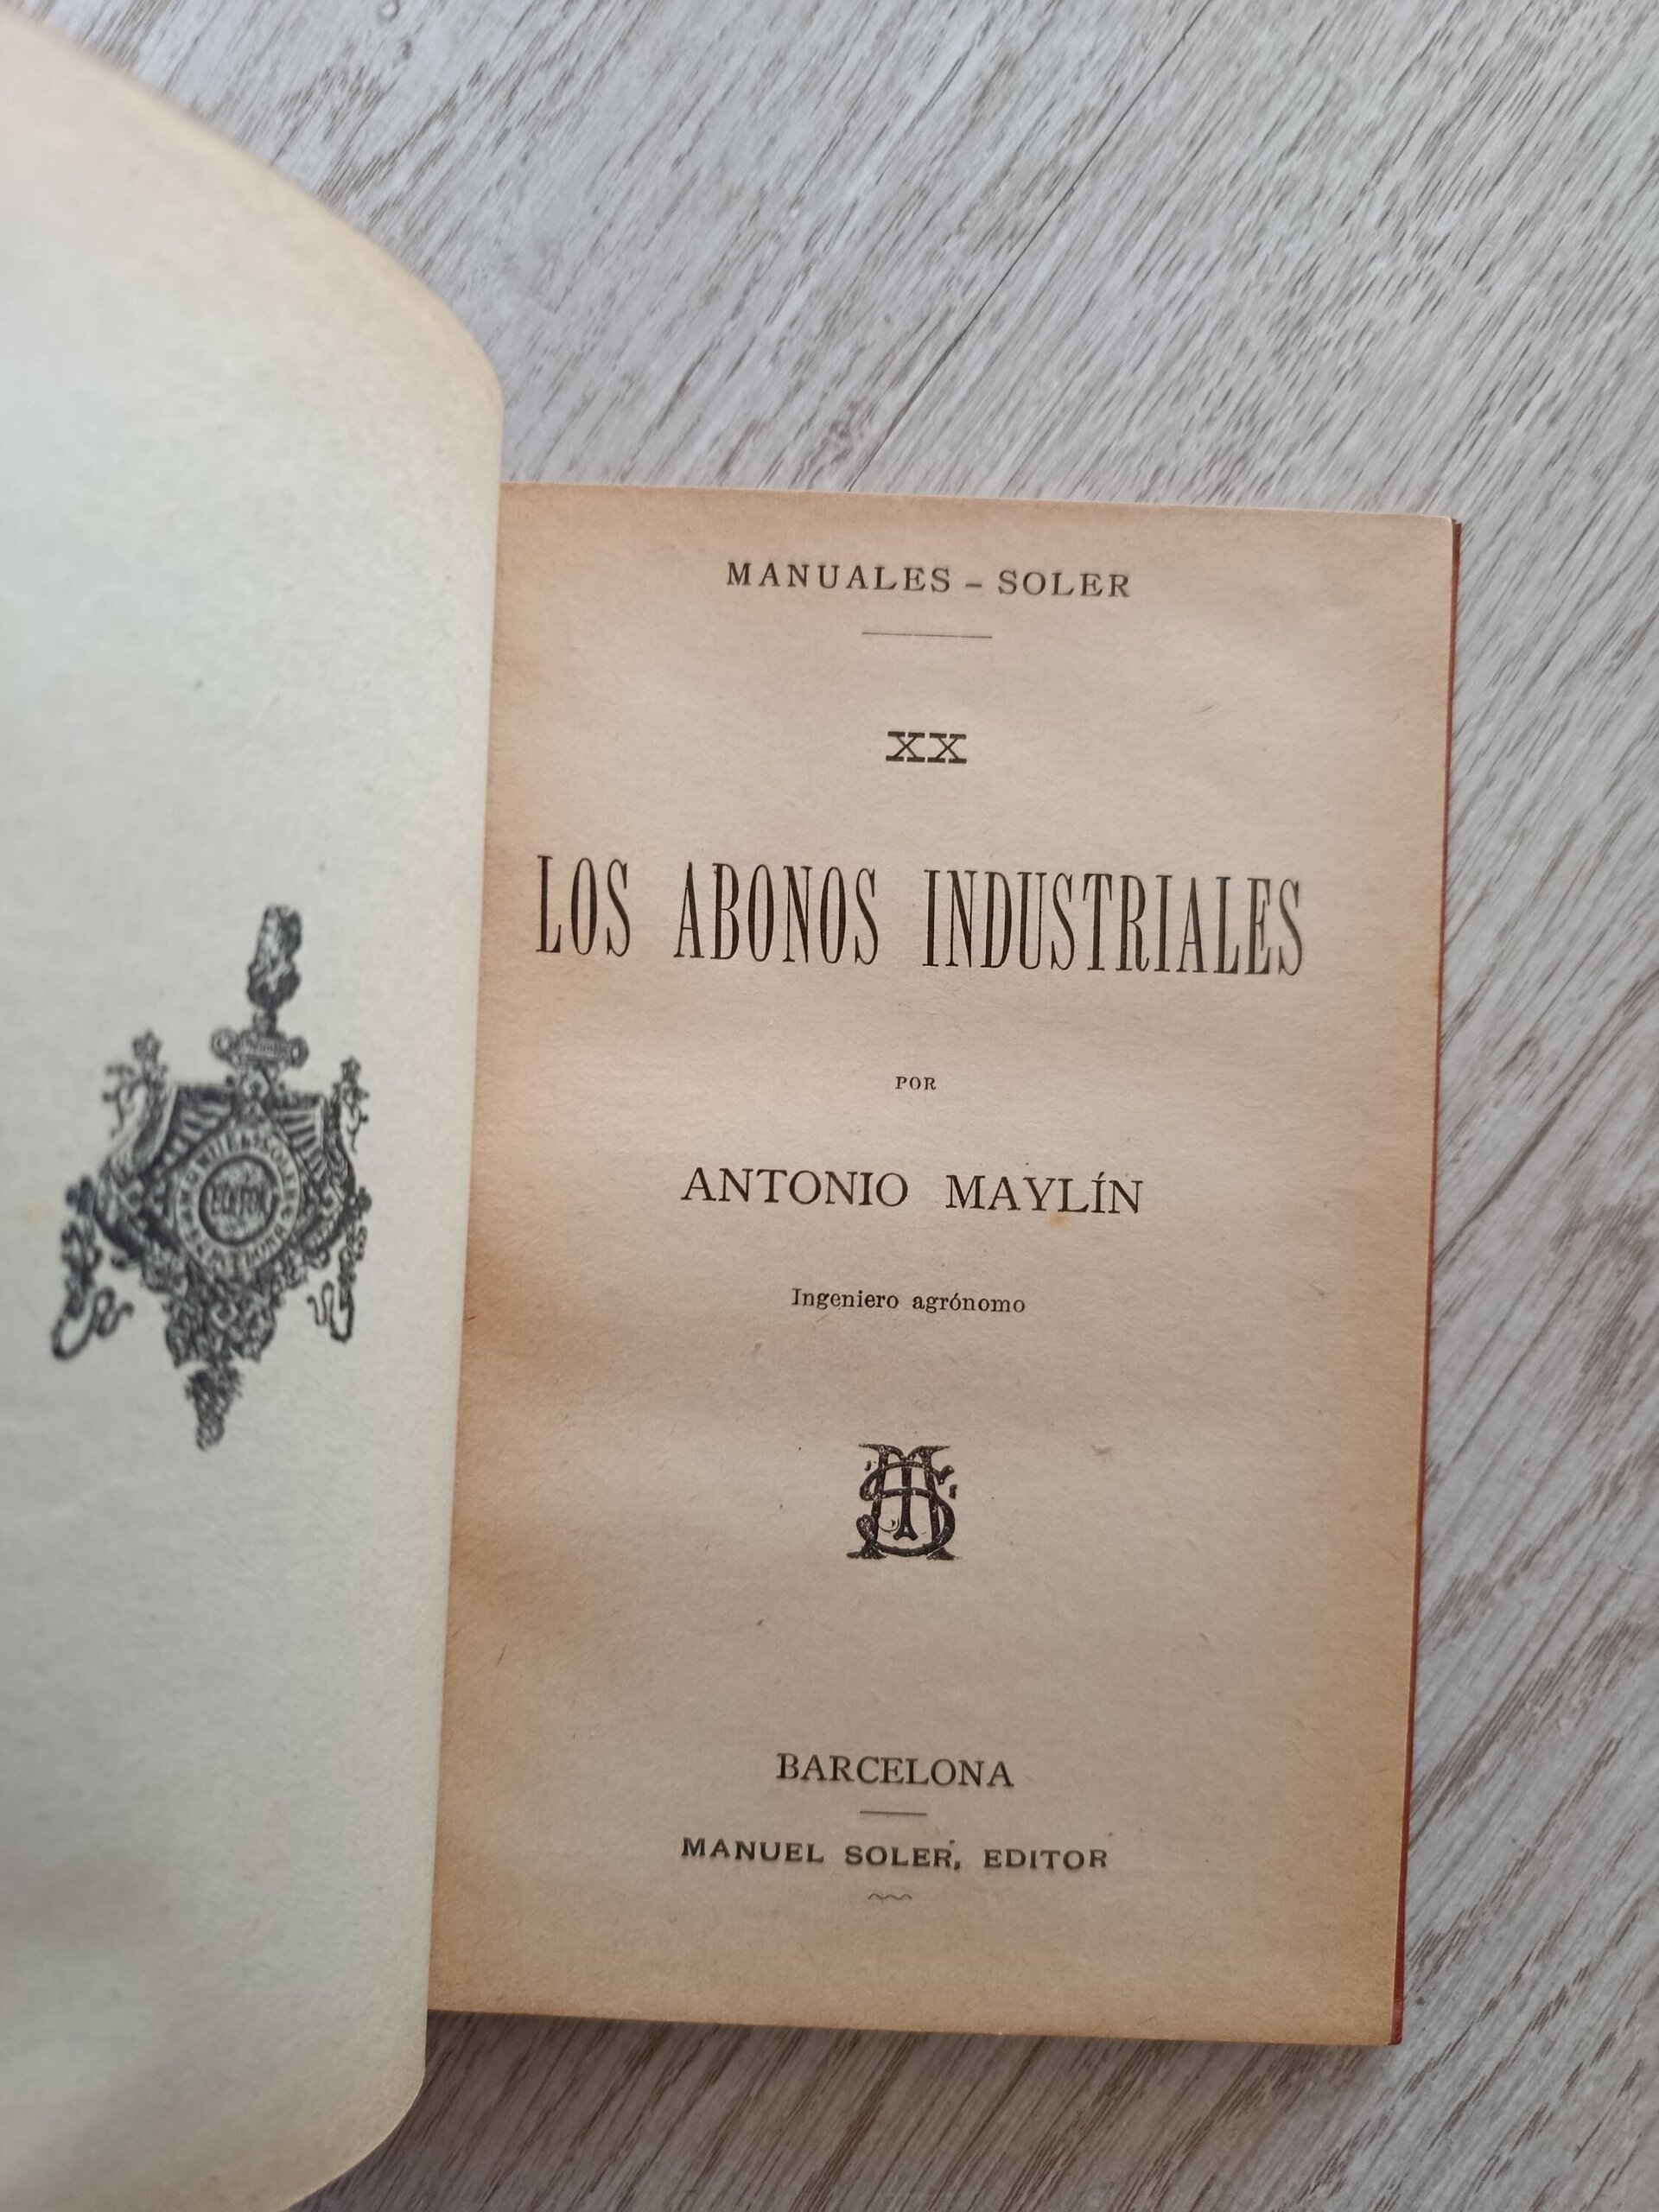 MANUALES - SOLER
XX
LOS ABONOS INDUSTRIALES
POR
ANTONIO MAYLÍN
Ingeniero agrónomo
BARCELONA
MANUEL SOLER, EDITOR